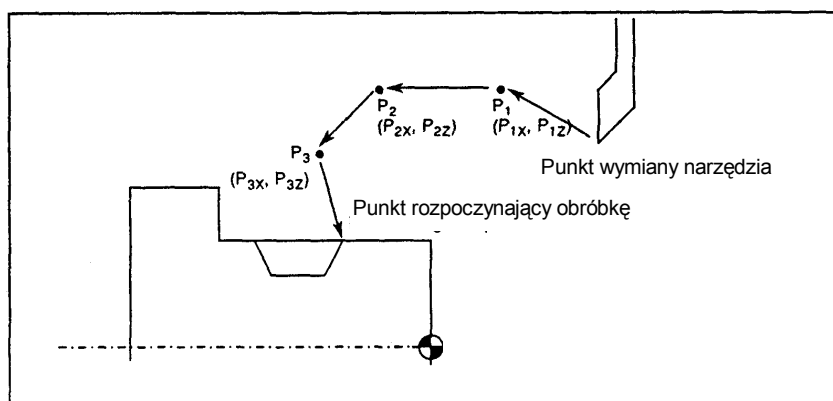 P2
(P2X, P2Z)
P1
(P1X, P1Z)
Punkt wymiany narzędzia
P3
(P3X, P3Z)
Punkt rozpoczynający obróbkę